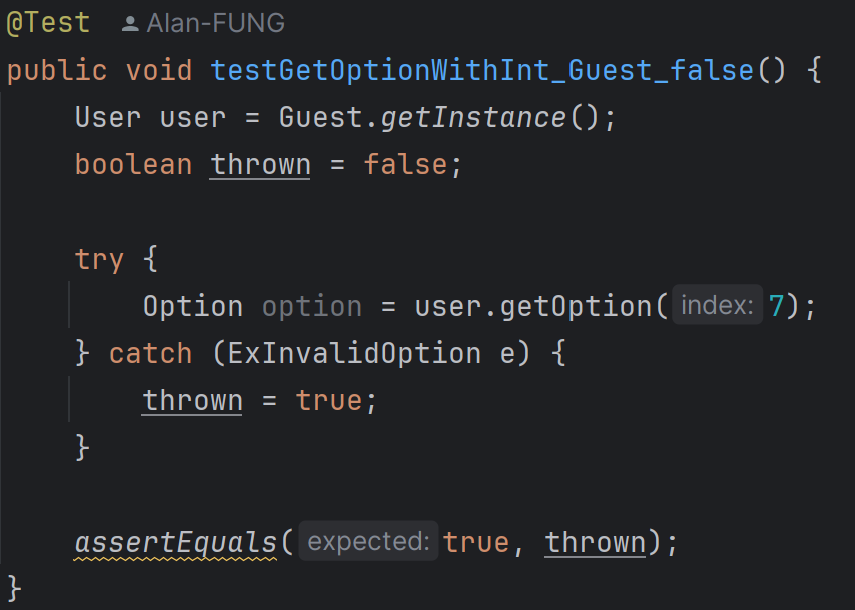 @Test Alan-FUNG
public void testGetOptionWithInt_Guest_false() {
User user = Guest.getInstance();
boolean thrown = false;
try {
Option option = user.getOption( index: 7);
} catch (ExInvalidOption e) {
thrown = true;
}
assertEquals( expected: true, thrown);
}